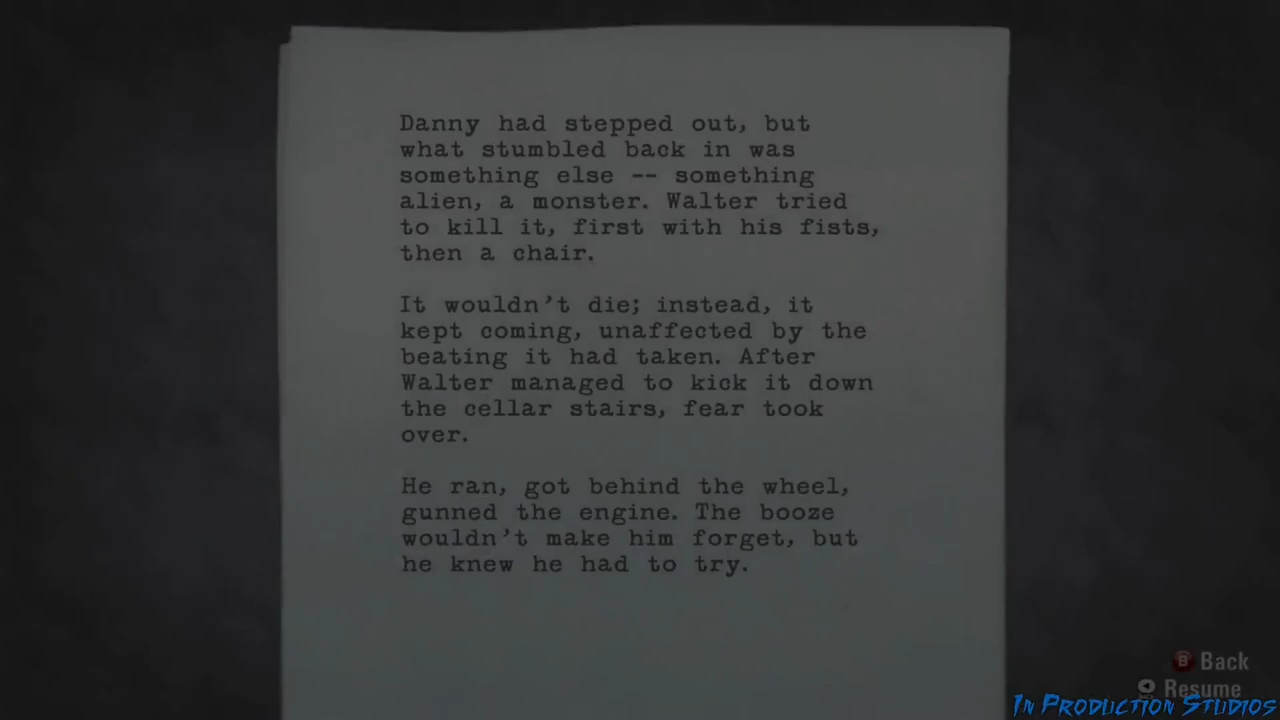 Danny had stepped out, but
what stumbled back in was
something else -- something
alien, a monster. Walter tried
to kill it, first with his fists,
then a chair.
It wouldn't die; instead, it
kept coming, unaffected by the
beating it had taken. After
Walter managed to kick it down
the cellar stairs, fear took
over.
He ran, got behind the wheel,
gunned the engine. The booze
wouldn't make him forget, but
he knew he had to try.
B Back
Resume
In Production Studios